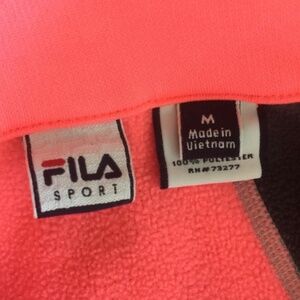 FILA
SPORT
M
Made in
Vietnam
100% POLYESTER
RN# 73277